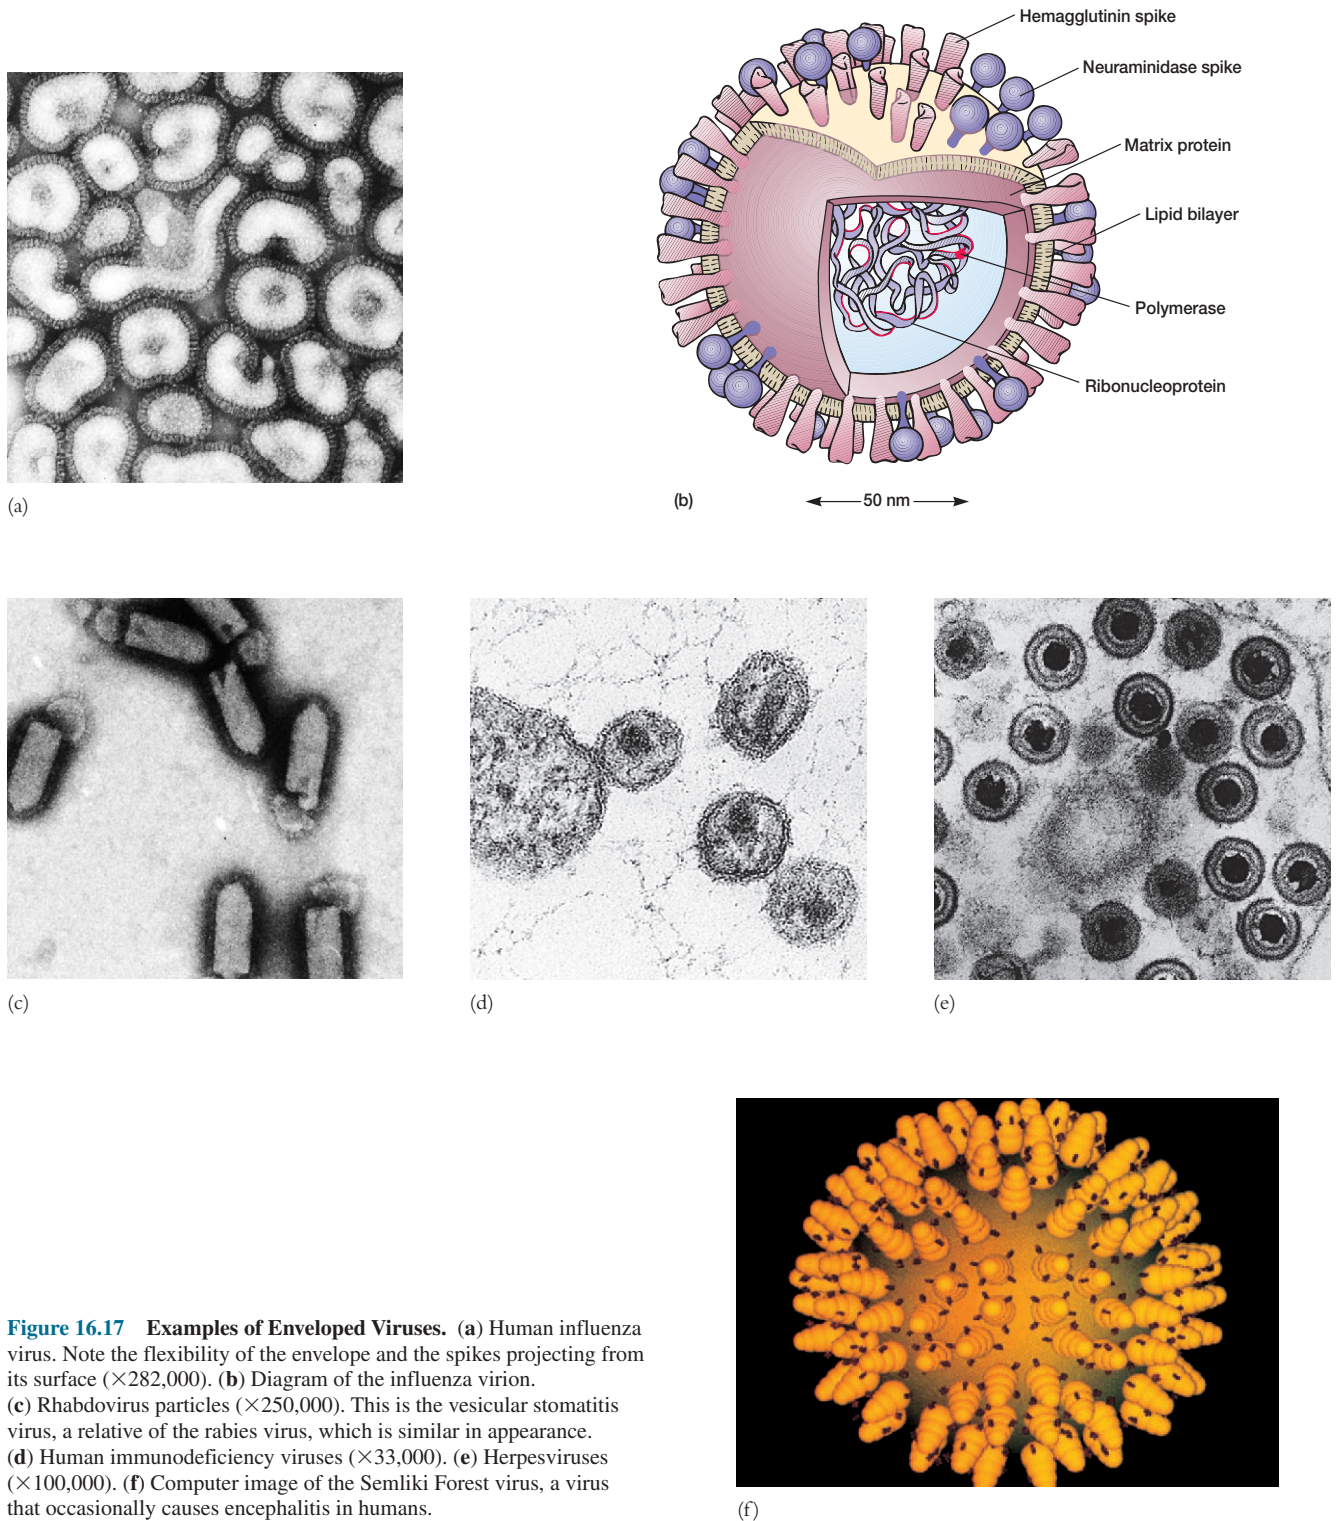 Hemagglutinin spike
Neuraminidase spike
Matrix protein
Lipid bilayer
Polymerase
Ribonucleoprotein
(a)
(b)
50 nm
(c)
(d)
(e)
Figure 16.17 Examples of Enveloped Viruses. (a) Human influenza
virus. Note the flexibility of the envelope and the spikes projecting from
its surface (×282,000). (b) Diagram of the influenza virion.
(c) Rhabdovirus particles (×250,000). This is the vesicular stomatitis
virus, a relative of the rabies virus, which is similar in appearance.
(d) Human immunodeficiency viruses (×33,000). (e) Herpesviruses
(×100,000). (f) Computer image of the Semliki Forest virus, a virus
that occasionally causes encephalitis in humans.
(f)